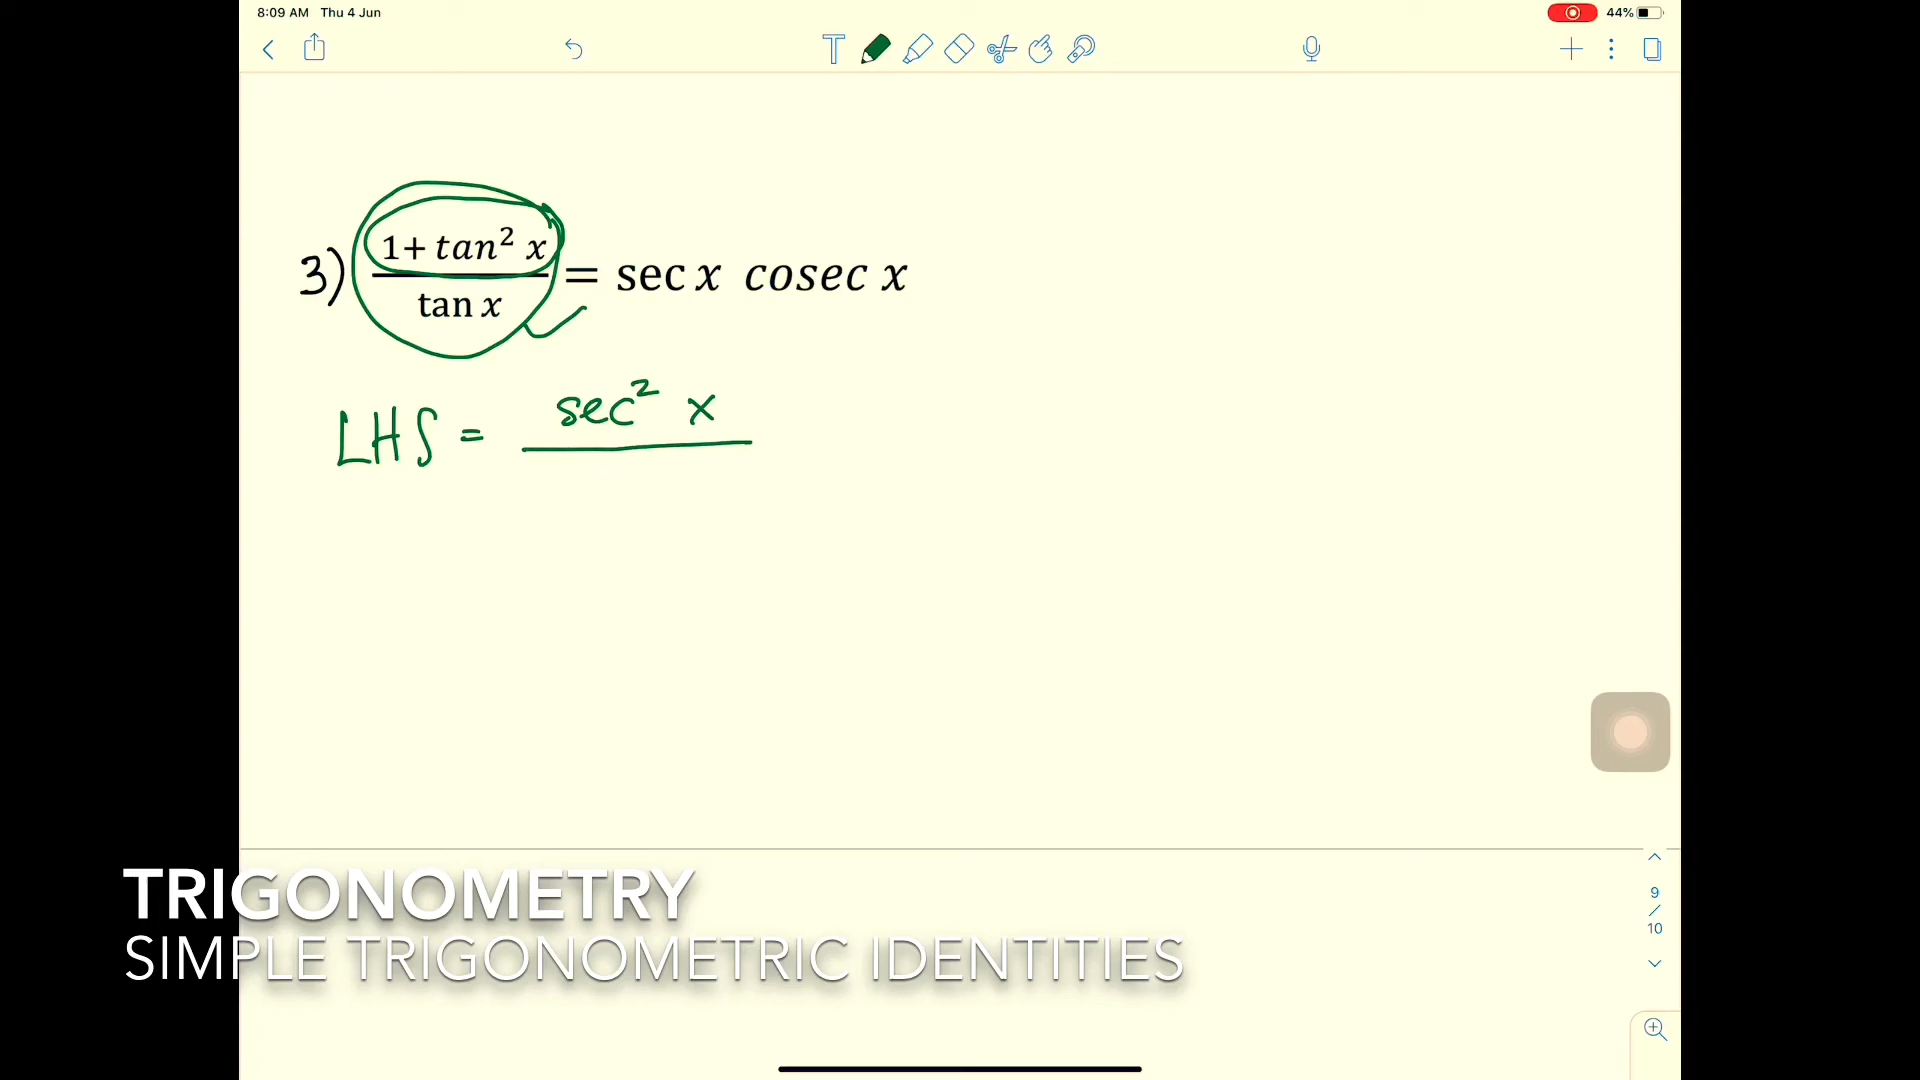 8:09 AM Thu 4 Jun
44%
3) \frac{1+ tan² x}{tan x} = sec x cosec x
LHS = sec² x
TRIGONOMETRY
SIMPLE TRIGONOMETRIC IDENTITIES
9
/
10